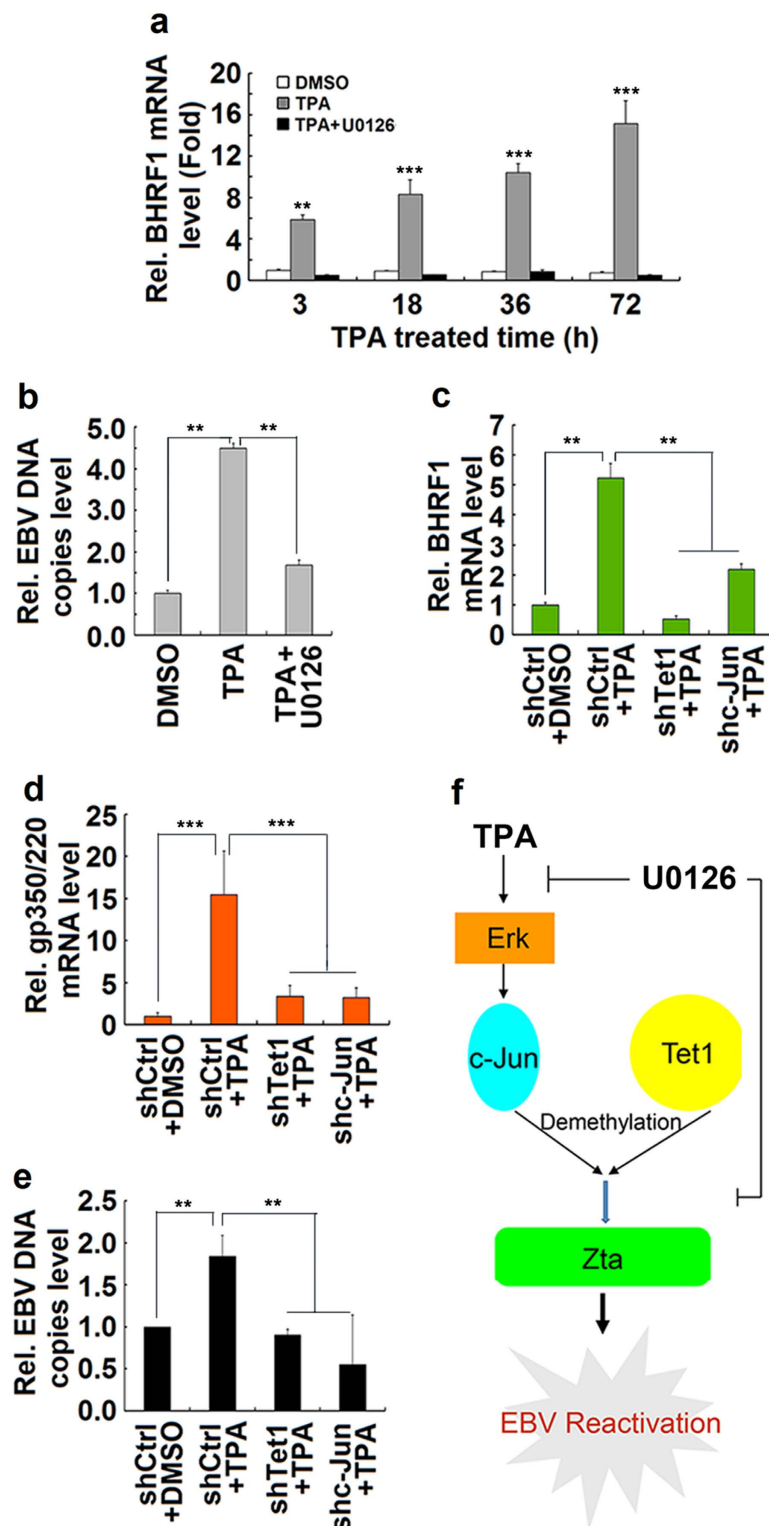 a
Rel. BHRF1 mRNA
level (Fold)
20
16
12
8
4
0
DMSO
TPA
TPA+U0126
**
***
***
***
3 18 36 72
TPA treated time (h)
b
Rel. EBV DNA
copies level
5.0
4.0
3.0
2.0
1.0
0.0
** **
DMSO
TPA
TPA+
U0126
c
Rel. BHRF1
mRNA level
7
6
5
4
3
2
1
0
** **
shCtrl
+DMSO
shCtrl
+TPA
shTet1
+TPA
shc-Jun
+TPA
d
Rel. gp350/220
mRNA level
25
20
15
10
5
0
*** ***
shCtrl
+DMSO
shCtrl
+TPA
shTet1
+TPA
shc-Jun
+TPA
e
Rel. EBV DNA
copies level
2.5
2.0
1.5
1.0
0.5
0.0
** **
shCtrl
+DMSO
shCtrl
+TPA
shTet1
+TPA
shc-Jun
+TPA
f
TPA
U0126
Erk
c-Jun
Tet1
Demethylation
Zta
EBV Reactivation